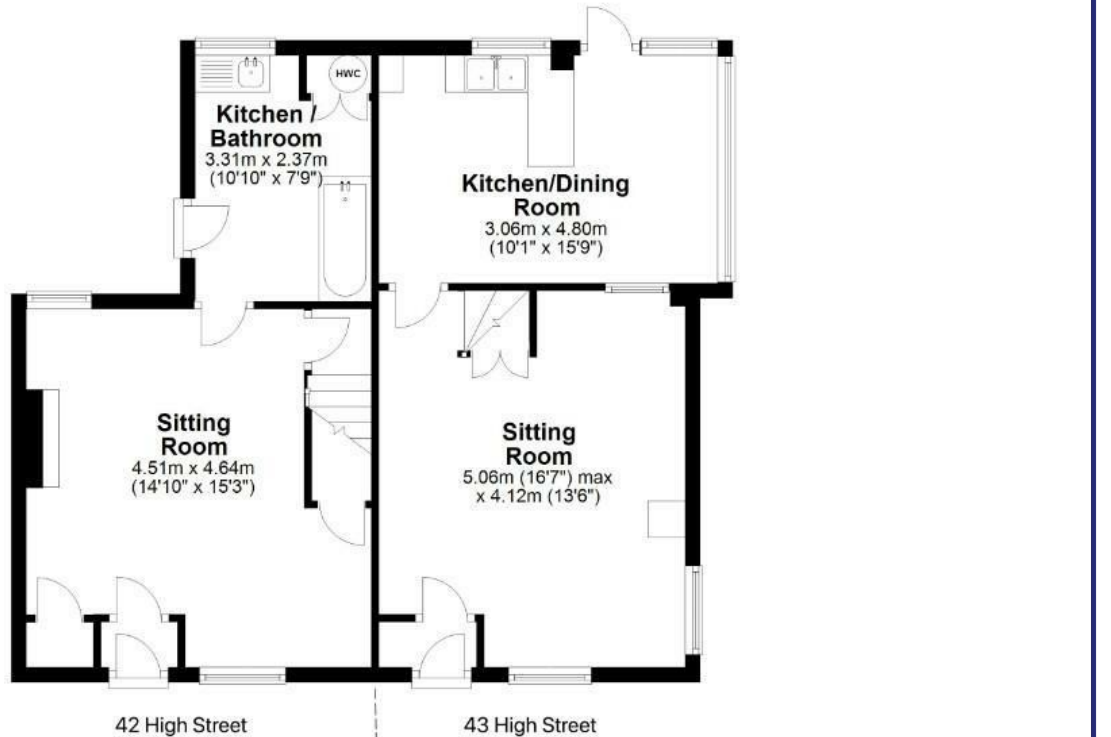 HWC
Kitchen /
Bathroom
3.31m x 2.37m
(10'10" x 7'9")
Kitchen/Dining
Room
3.06m x 4.80m
(10'1" x 15'9")
Sitting
Room
4.51m x 4.64m
(14'10" x 15'3")
Sitting
Room
5.06m (16'7") max
x 4.12m (13'6")
42 High Street
43 High Street